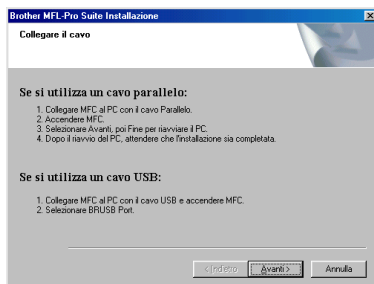 Brother MFL-Pro Suite Installazione
Collegare il cavo
Se si utilizza un cavo parallelo:
1. Collegare MFC al PC con il cavo Parallelo.
2. Accendere MFC.
3. Selezionare Avanti, poi Fine per riavviare il PC.
4. Dopo il riavvio del PC, attendere che l'installazione sia completata.
Se si utilizza un cavo USB:
1. Collegare MFC al PC con il cavo USB e accendere MFC.
2. Selezionare BRUSB Port.
< Indietro Avanti > Annulla